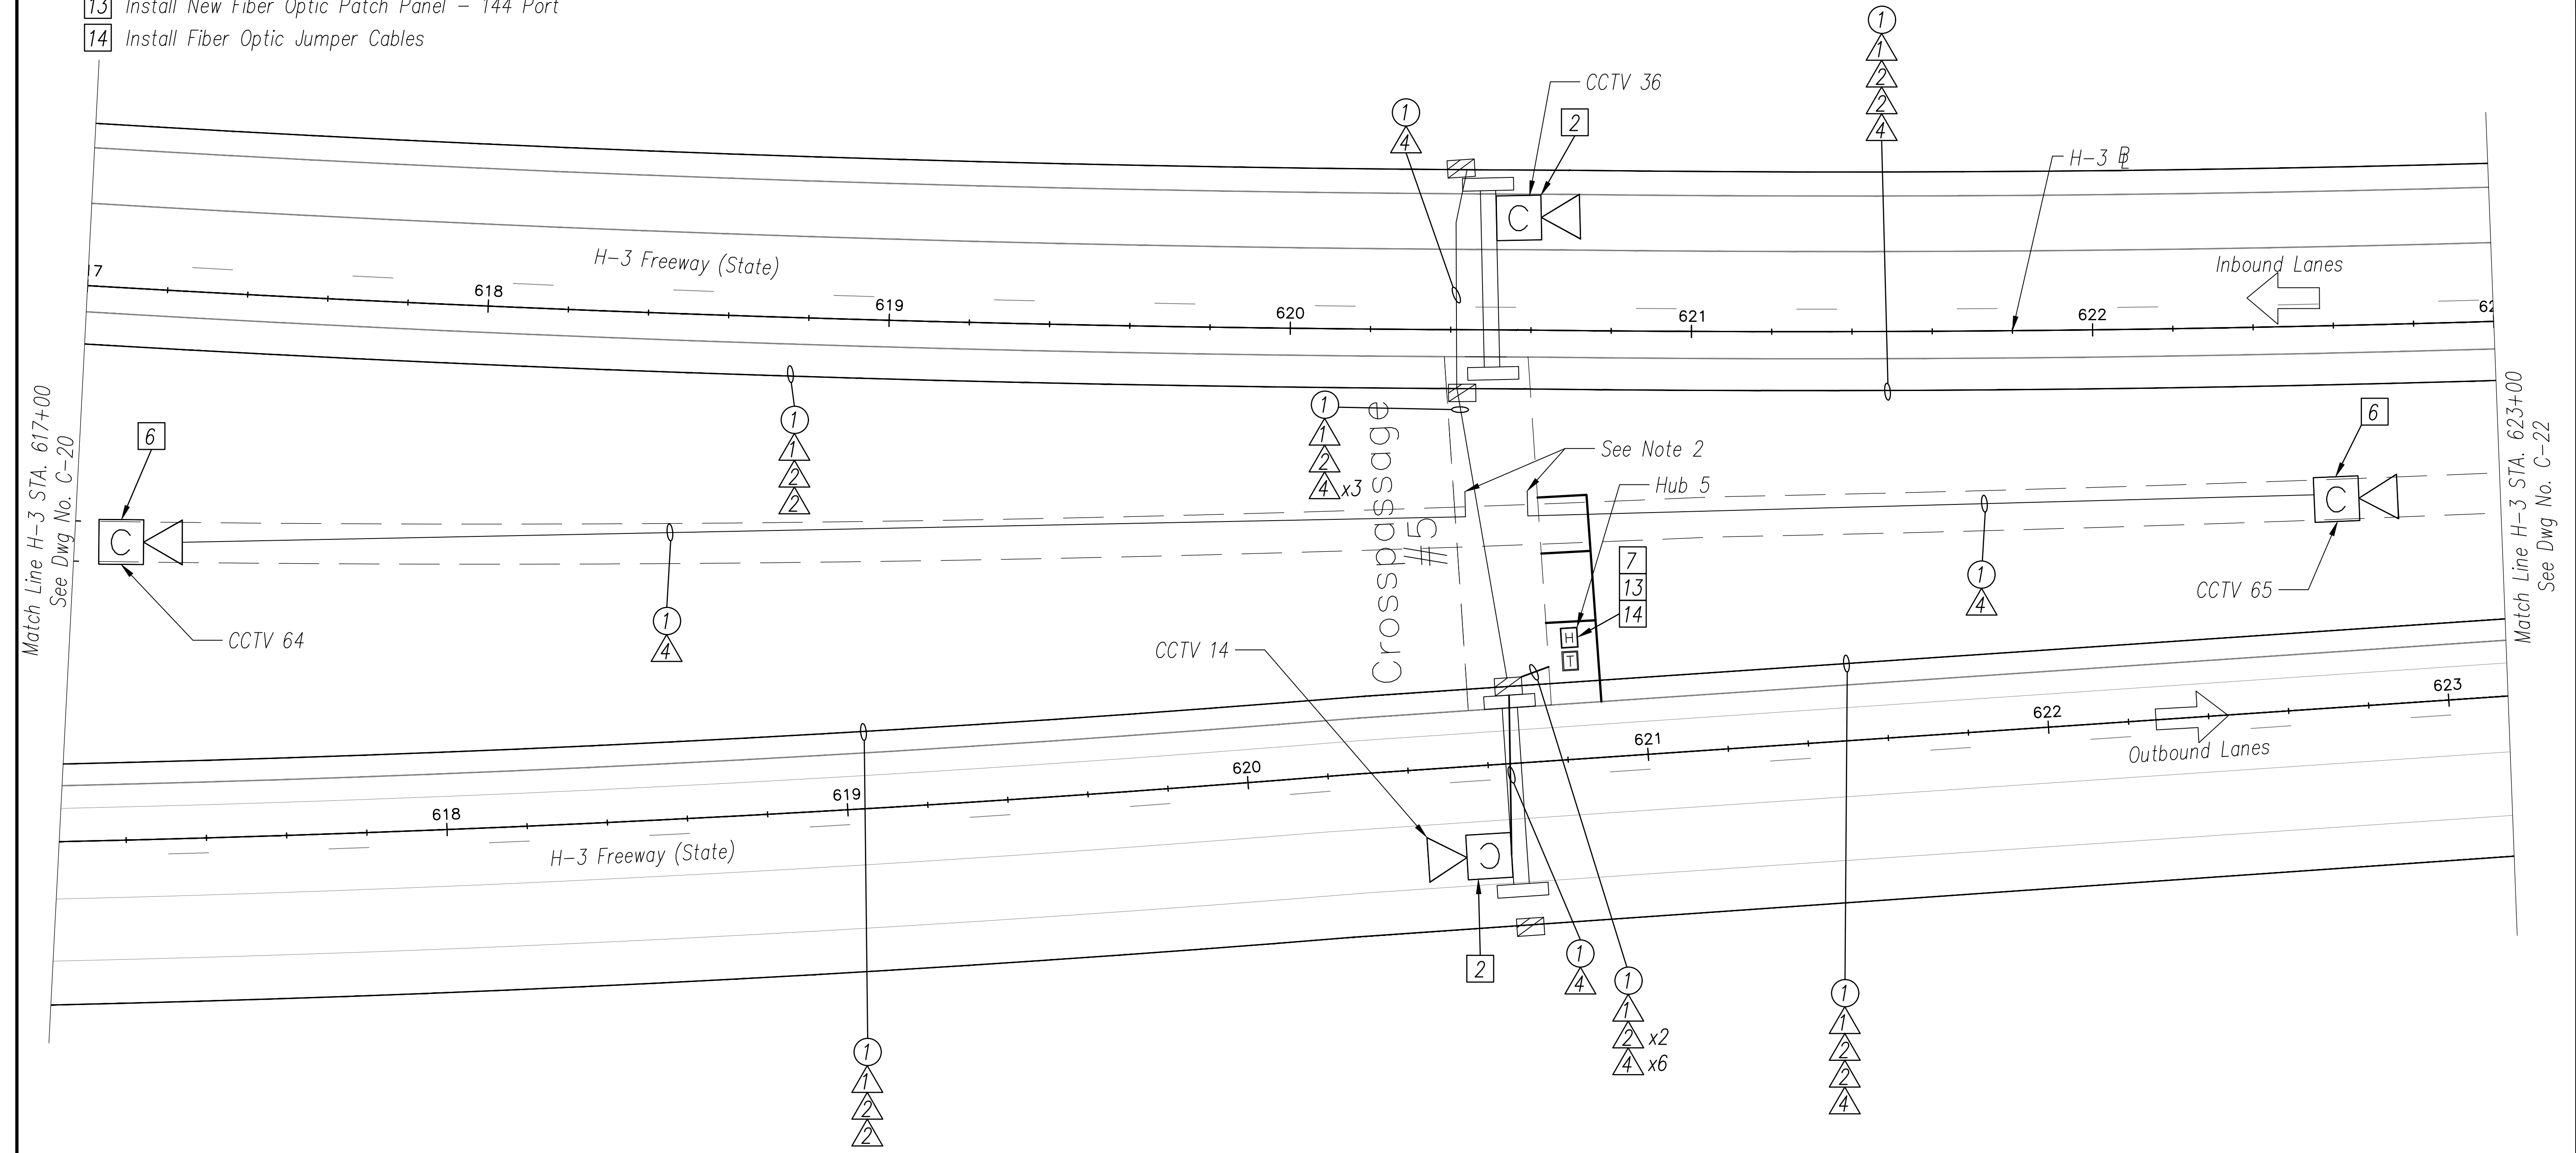 13 Install New Fiber Optic Patch Panel - 144 Port
14 Install Fiber Optic Jumper Cables
1
1
2
2
4
CCTV 36
1
4
2
H-3 BL
Inbound Lanes
H-3 Freeway (State)
17
618
619
620
621
622
62
Match Line H-3 STA. 617+00
See Dwg No. C-20
6
1
1
2
2
1
1
2
4 x3
Crosspassage
#5
See Note 2
Hub 5
6
Match Line H-3 STA. 623+00
See Dwg No. C-22
C
C
C
7
13
14
H
T
1
4
CCTV 65
1
4
CCTV 64
CCTV 14
618
619
620
621
622
623
Outbound Lanes
H-3 Freeway (State)
C
2
1
4
1
1
2 x2
4 x6
1
1
2
2
4
1
1
2
2